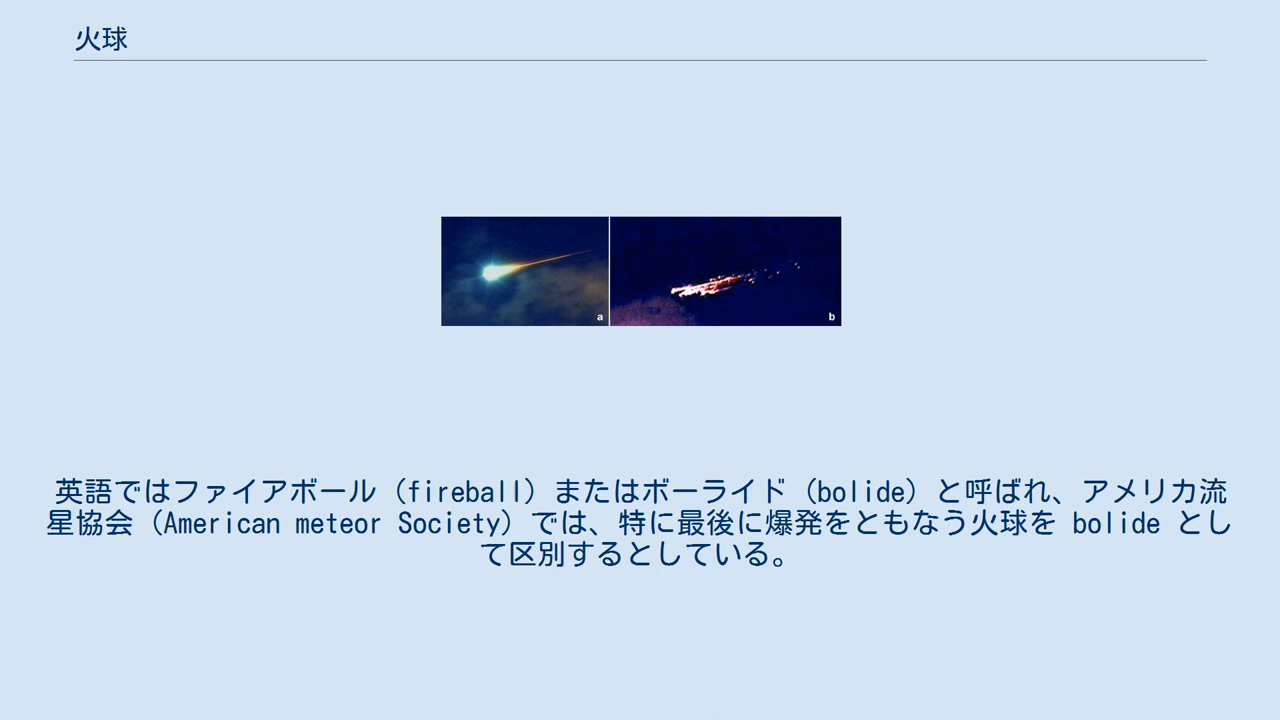 火球
a
b
英語ではファイアボール（fireball）またはボーライド（bolide）と呼ばれ、アメリカ流
星協会（American meteor Society）では、特に最後に爆発をともなう火球を bolide とし
て区別するとしている。